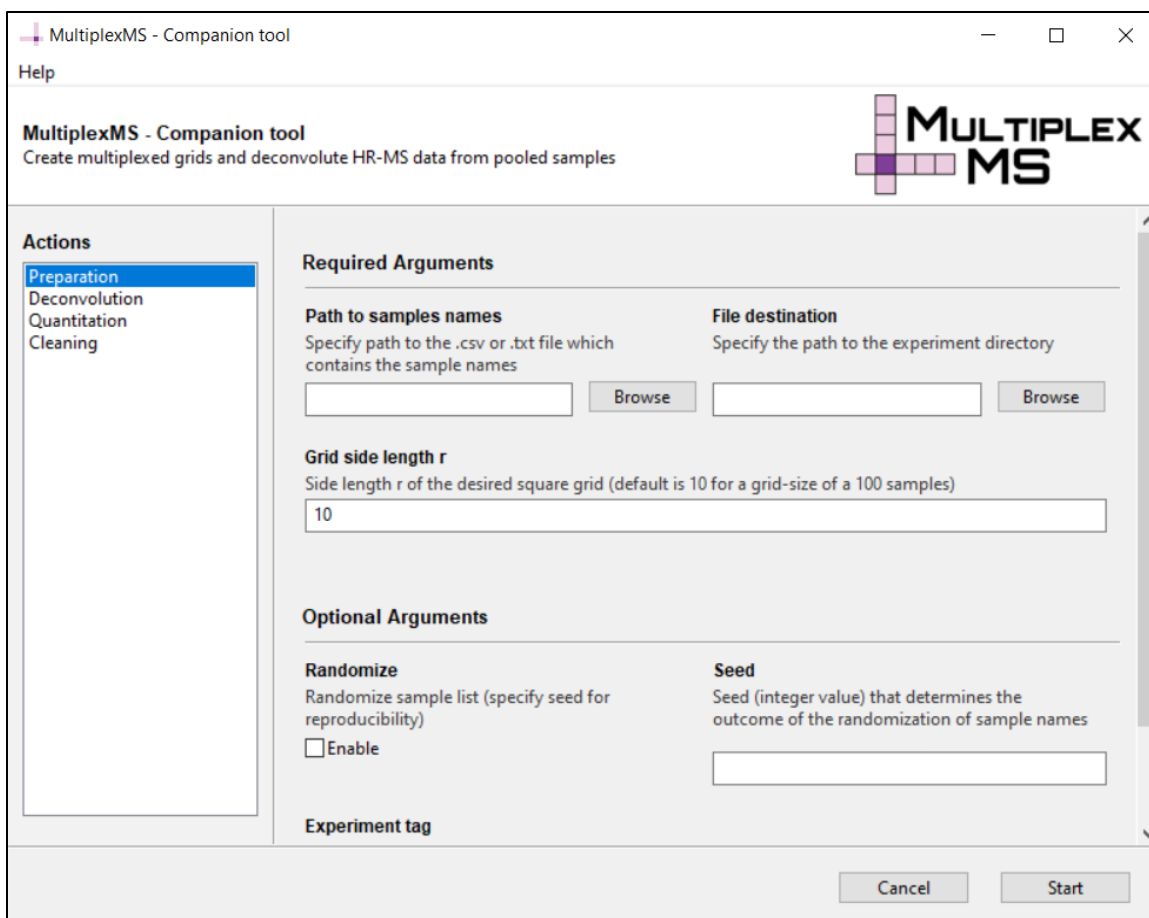 MultiplexMS - Companion tool
Help
MultiplexMS - Companion tool
Create multiplexed grids and deconvolute HR-MS data from pooled samples
MULTIPLEX
MS
Actions
Preparation
Deconvolution
Quantitation
Cleaning
Required Arguments
Path to samples names
Specify path to the .csv or .txt file which
contains the sample names
Browse
File destination
Specify the path to the experiment directory
Browse
Grid side length r
Side length r of the desired square grid (default is 10 for a grid-size of a 100 samples)
10
Optional Arguments
Randomize
Randomize sample list (specify seed for
reproducibility)
Enable
Seed
Seed (integer value) that determines the
outcome of the randomization of sample names
Experiment tag
Cancel
Start